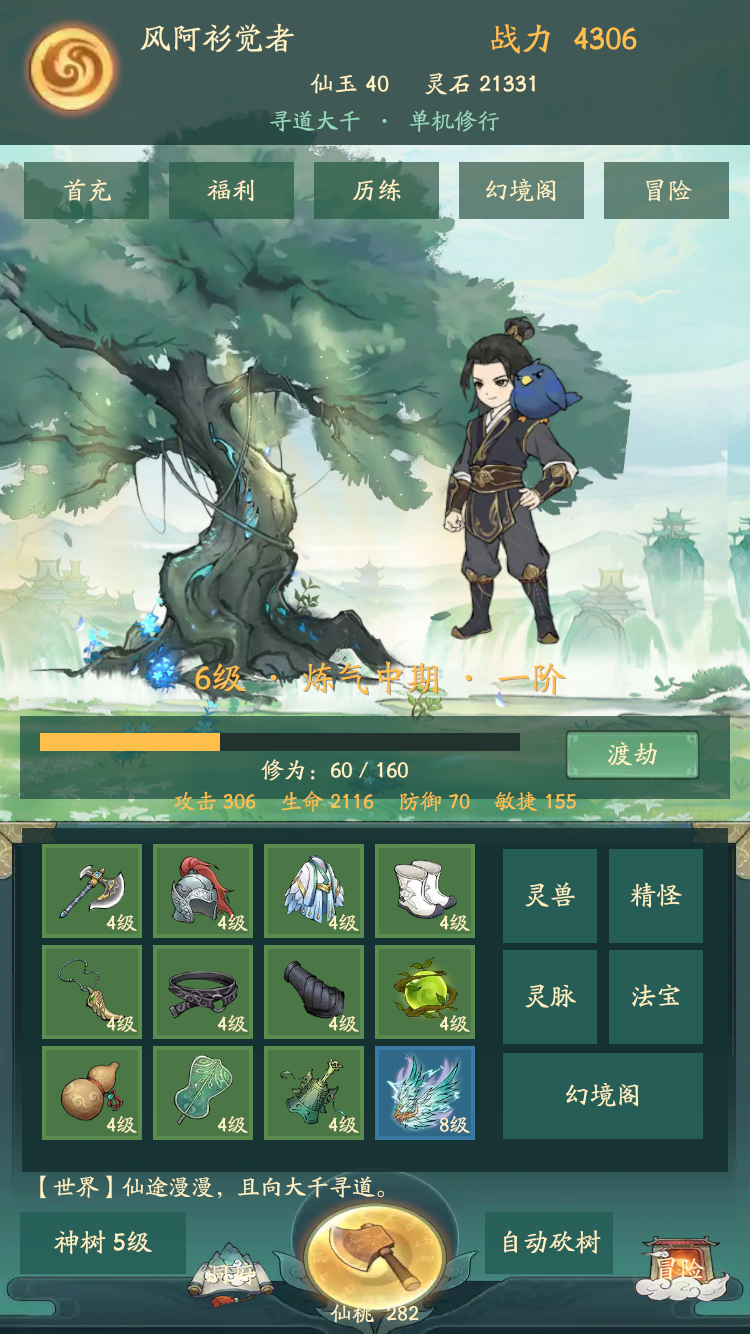 风阿衫觉者
战力 4306
仙玉 40 灵石 21331
寻道大千 · 单机修行
首充 福利 历练 幻境阁 冒险
6级 · 炼气中期 · 一阶
修为：60 / 160
渡劫
攻击 306 生命 2116 防御 70 敏捷 155
4级 4级 4级 4级
灵兽 精怪
4级 4级 4级 4级
灵脉 法宝
4级 4级 4级 8级
幻境阁
【世界】仙途漫漫，且向大千寻道。
神树 5级
自动砍树
洞府
冒险
仙桃 282